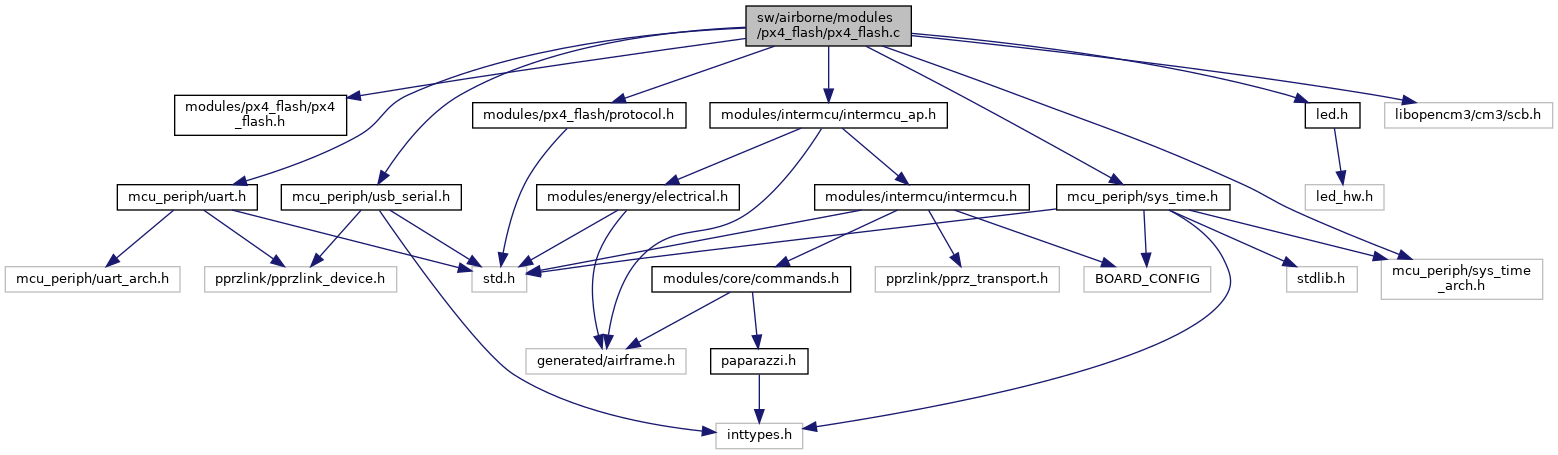 sw/airborne/modules
/px4_flash/px4_flash.c
modules/px4_flash/px4
_flash.h
modules/px4_flash/protocol.h
modules/intermcu/intermcu_ap.h
led.h
libopencm3/cm3/scb.h
mcu_periph/uart.h
mcu_periph/usb_serial.h
modules/energy/electrical.h
modules/intermcu/intermcu.h
mcu_periph/sys_time.h
led_hw.h
mcu_periph/uart_arch.h
pprzlink/pprzlink_device.h
std.h
modules/core/commands.h
pprzlink/pprz_transport.h
BOARD_CONFIG
stdlib.h
mcu_periph/sys_time
_arch.h
generated/airframe.h
paparazzi.h
inttypes.h